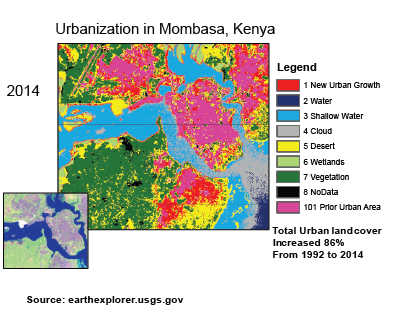 Urbanization in Mombasa, Kenya
2014
Legend
1 New Urban Growth
2 Water
3 Shallow Water
4 Cloud
5 Desert
6 Wetlands
7 Vegetation
8 NoData
101 Prior Urban Area
Total Urban landcover
Increased 86%
From 1992 to 2014
Source: earthexplorer.usgs.gov